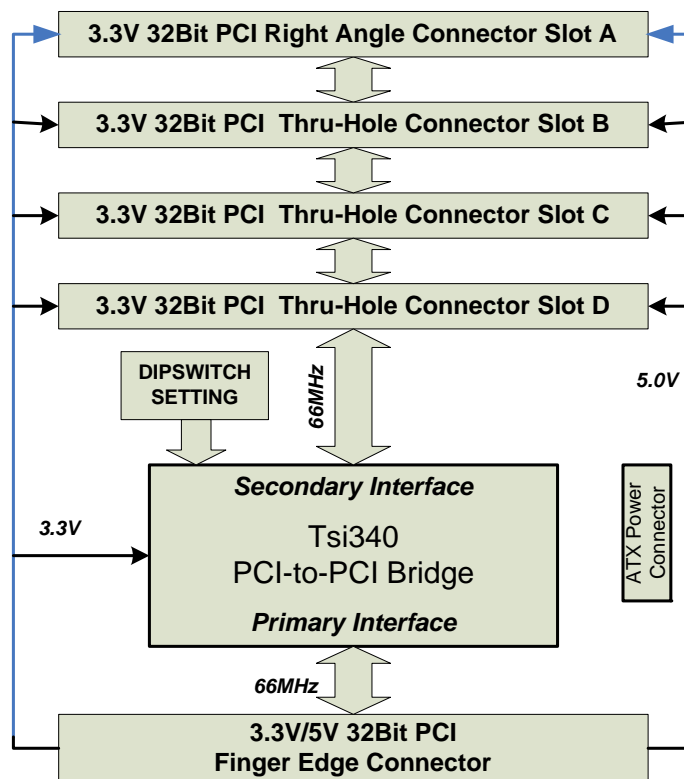 3.3V 32Bit PCI Right Angle Connector Slot A
3.3V 32Bit PCI Thru-Hole Connector Slot B
3.3V 32Bit PCI Thru-Hole Connector Slot C
3.3V 32Bit PCI Thru-Hole Connector Slot D
DIPSWITCH
SETTING
66MHz
5.0V
Secondary Interface
Tsi340
PCI-to-PCI Bridge
Primary Interface
3.3V
ATX Power
Connector
66MHz
3.3V/5V 32Bit PCI
Finger Edge Connector